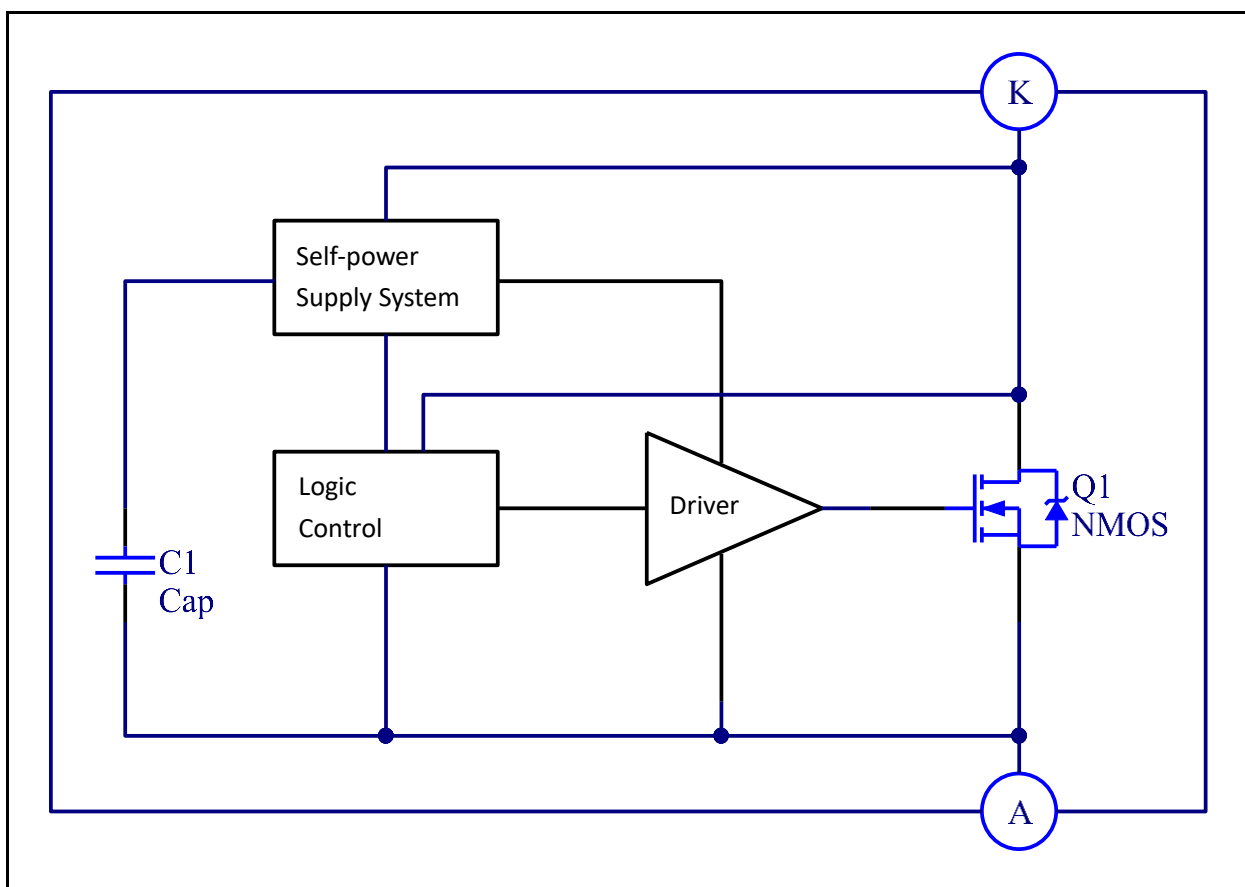 K
Self-power
Supply System
Logic
Control
Driver
Q1
NMOS
C1
Cap
A